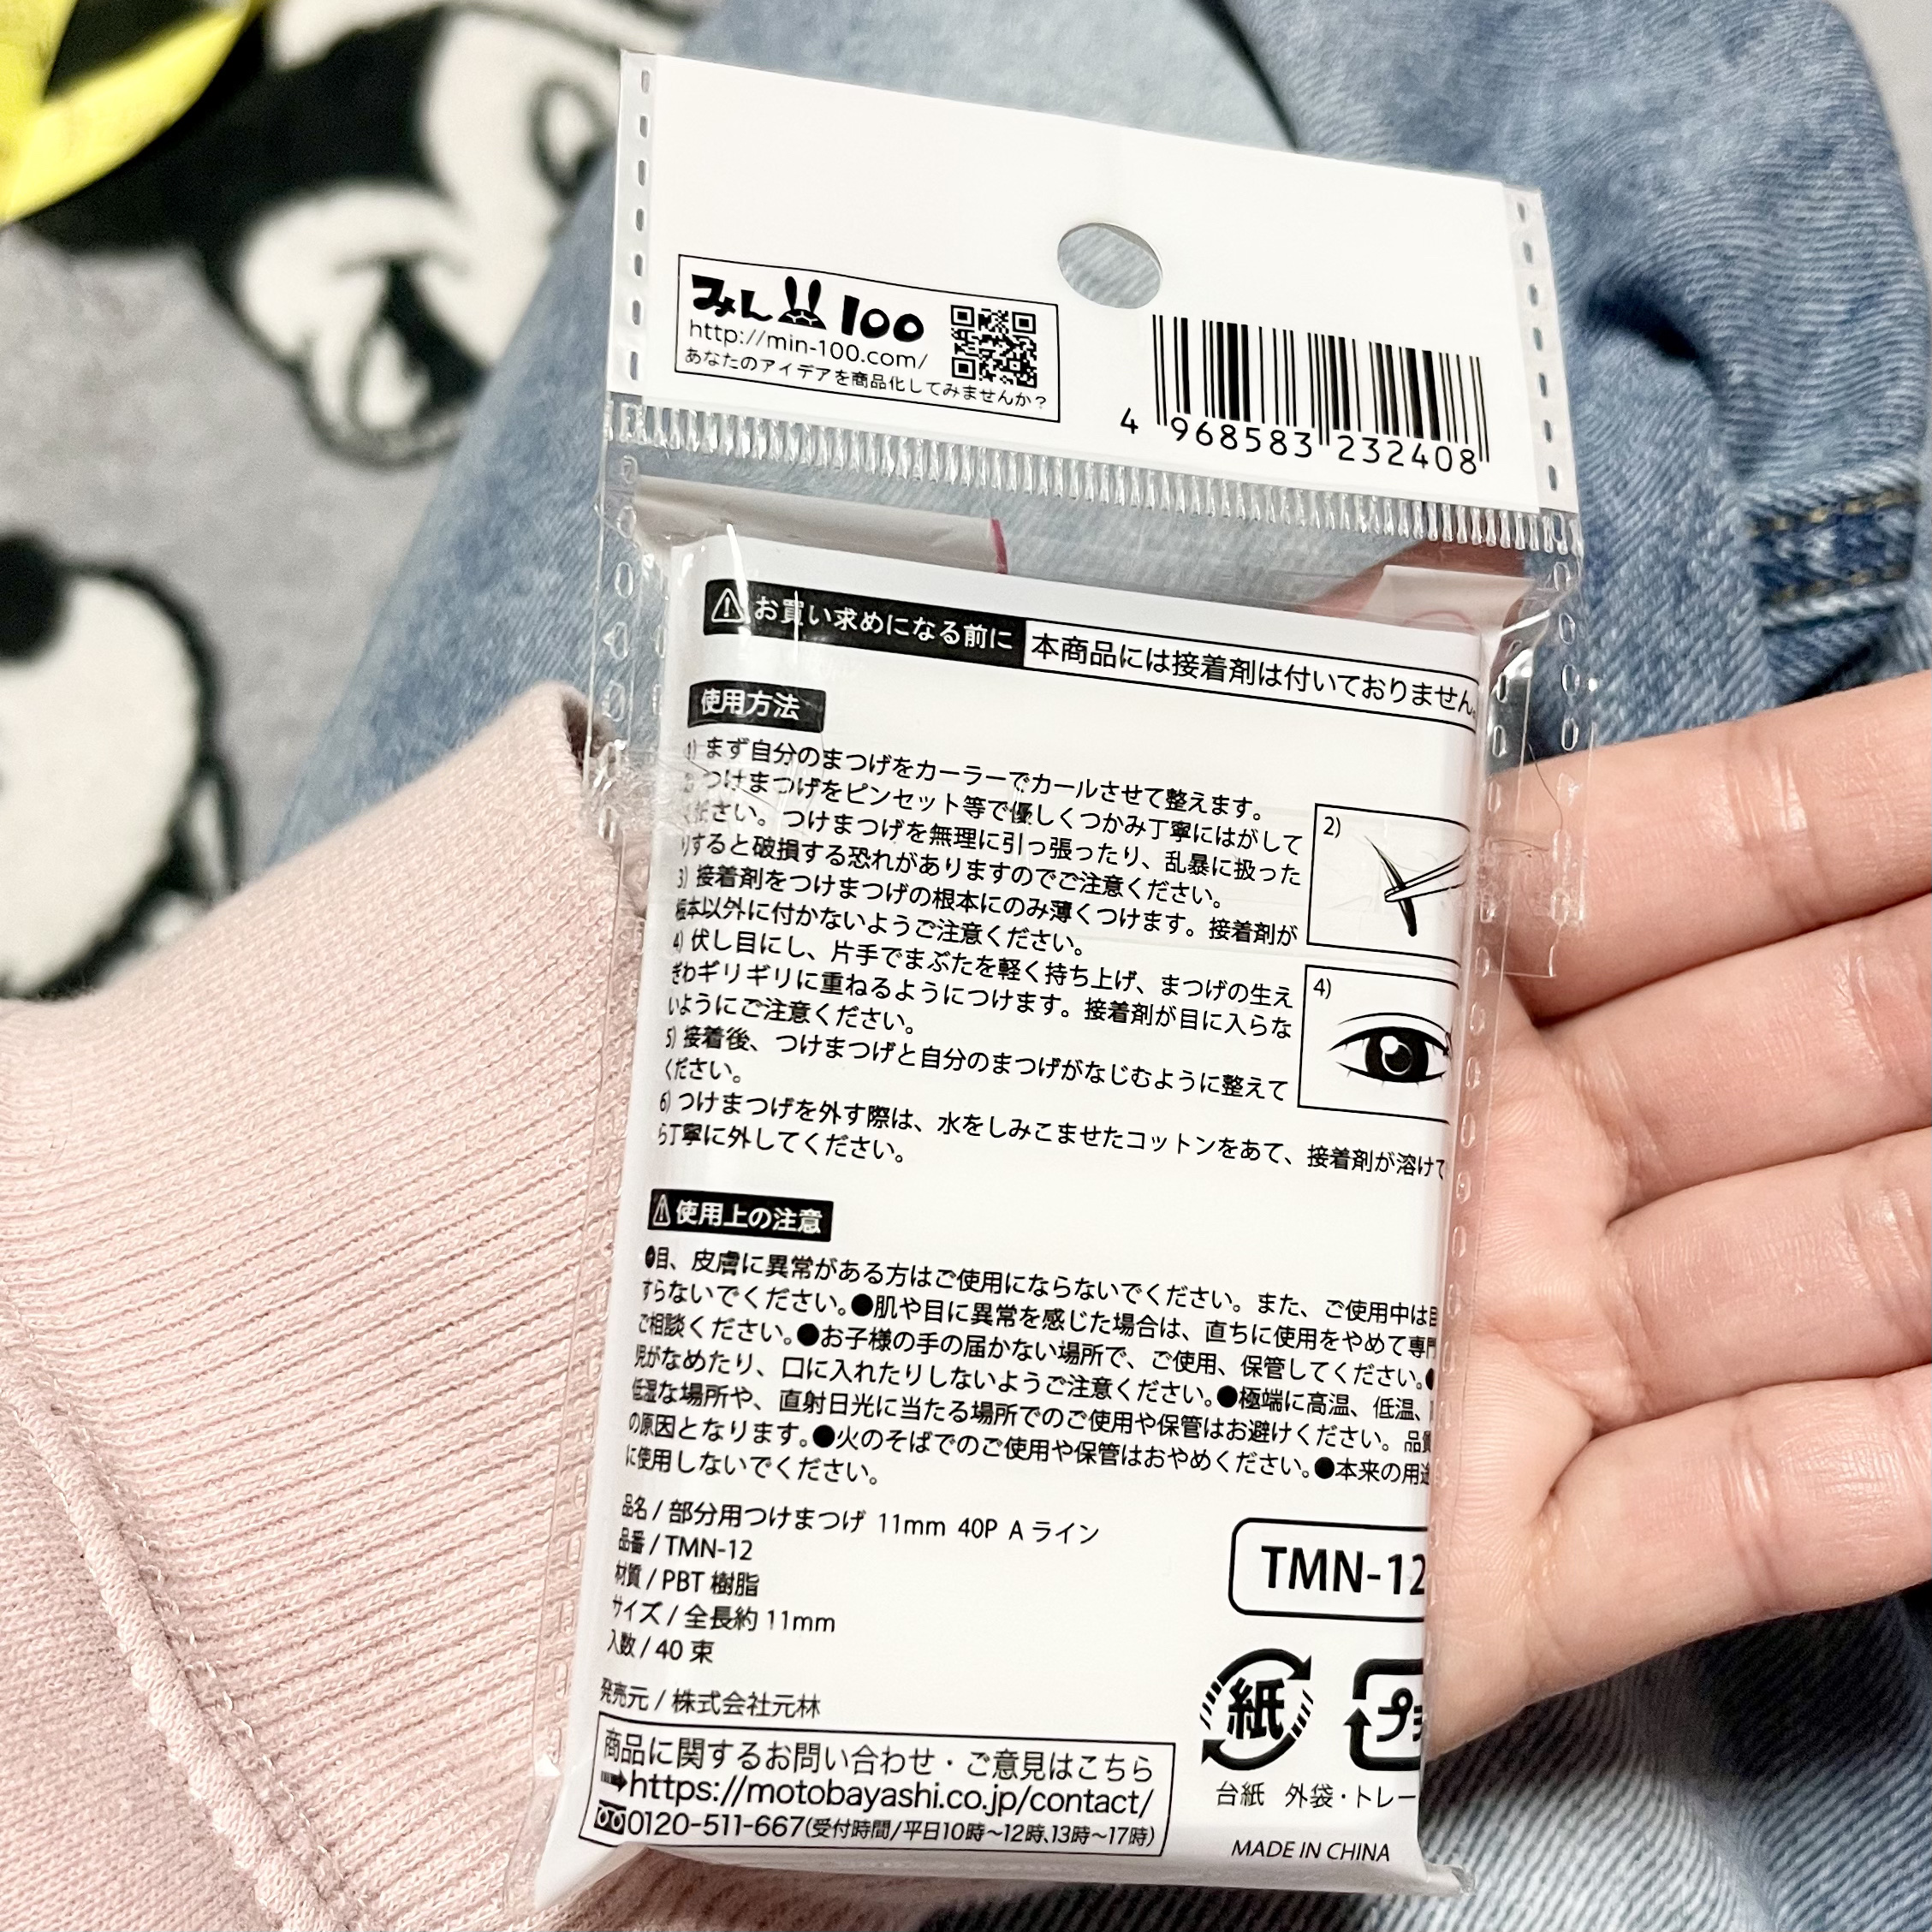 みん100
http://min-100.com/
あなたのアイデアを商品化してみませんか？
4 968583 232408
お買い求めになる前に 本商品には接着剤は付いておりません。
使用方法
1) まず自分のまつげをカーラーでカールさせて整えます。
2) つけまつげをピンセット等で優しくつかみ丁寧にはがして
ください。つけまつげを無理に引っ張ったり、乱暴に扱った
りすると破損する恐れがありますのでご注意ください。
3) 接着剤をつけまつげの根本にのみ薄くつけます。接着剤が
根本以外に付かないようご注意ください。
4) 伏し目にし、片手でまぶたを軽く持ち上げ、まつげの生え
ぎわギリギリに重ねるようにつけます。接着剤が目に入らな
いようにご注意ください。
5) 接着後、つけまつげと自分のまつげがなじむように整えて
ください。
6) つけまつげを外す際は、水をしみこませたコットンをあて、接着剤が溶けて
ら丁寧に外してください。
2)
4)
使用上の注意
●目、皮膚に異常がある方はご使用にならないでください。また、ご使用中は目
すらないでください。●肌や目に異常を感じた場合は、直ちに使用をやめて専門
ご相談ください。●お子様の手の届かない場所で、ご使用、保管してください。●
児がなめたり、口に入れたりしないようご注意ください。●極端に高温、低温、
低湿な場所や、直射日光に当たる場所でのご使用や保管はお避けください。品質
の原因となります。●火のそばでのご使用や保管はおやめください。●本来の用途
に使用しないでください。
品名 / 部分用つけまつげ 11mm 40P A ライン
品番 / TMN-12
材質 / PBT 樹脂
サイズ / 全長約 11mm
入数 / 40 束
発売元 / 株式会社元林
商品に関するお問い合わせ・ご意見はこちら
➡https://motobayashi.co.jp/contact/
0120-511-667(受付時間/平日10時〜12時、13時〜17時)
TMN-12
紙 プラ
台紙 外袋・トレー
MADE IN CHINA